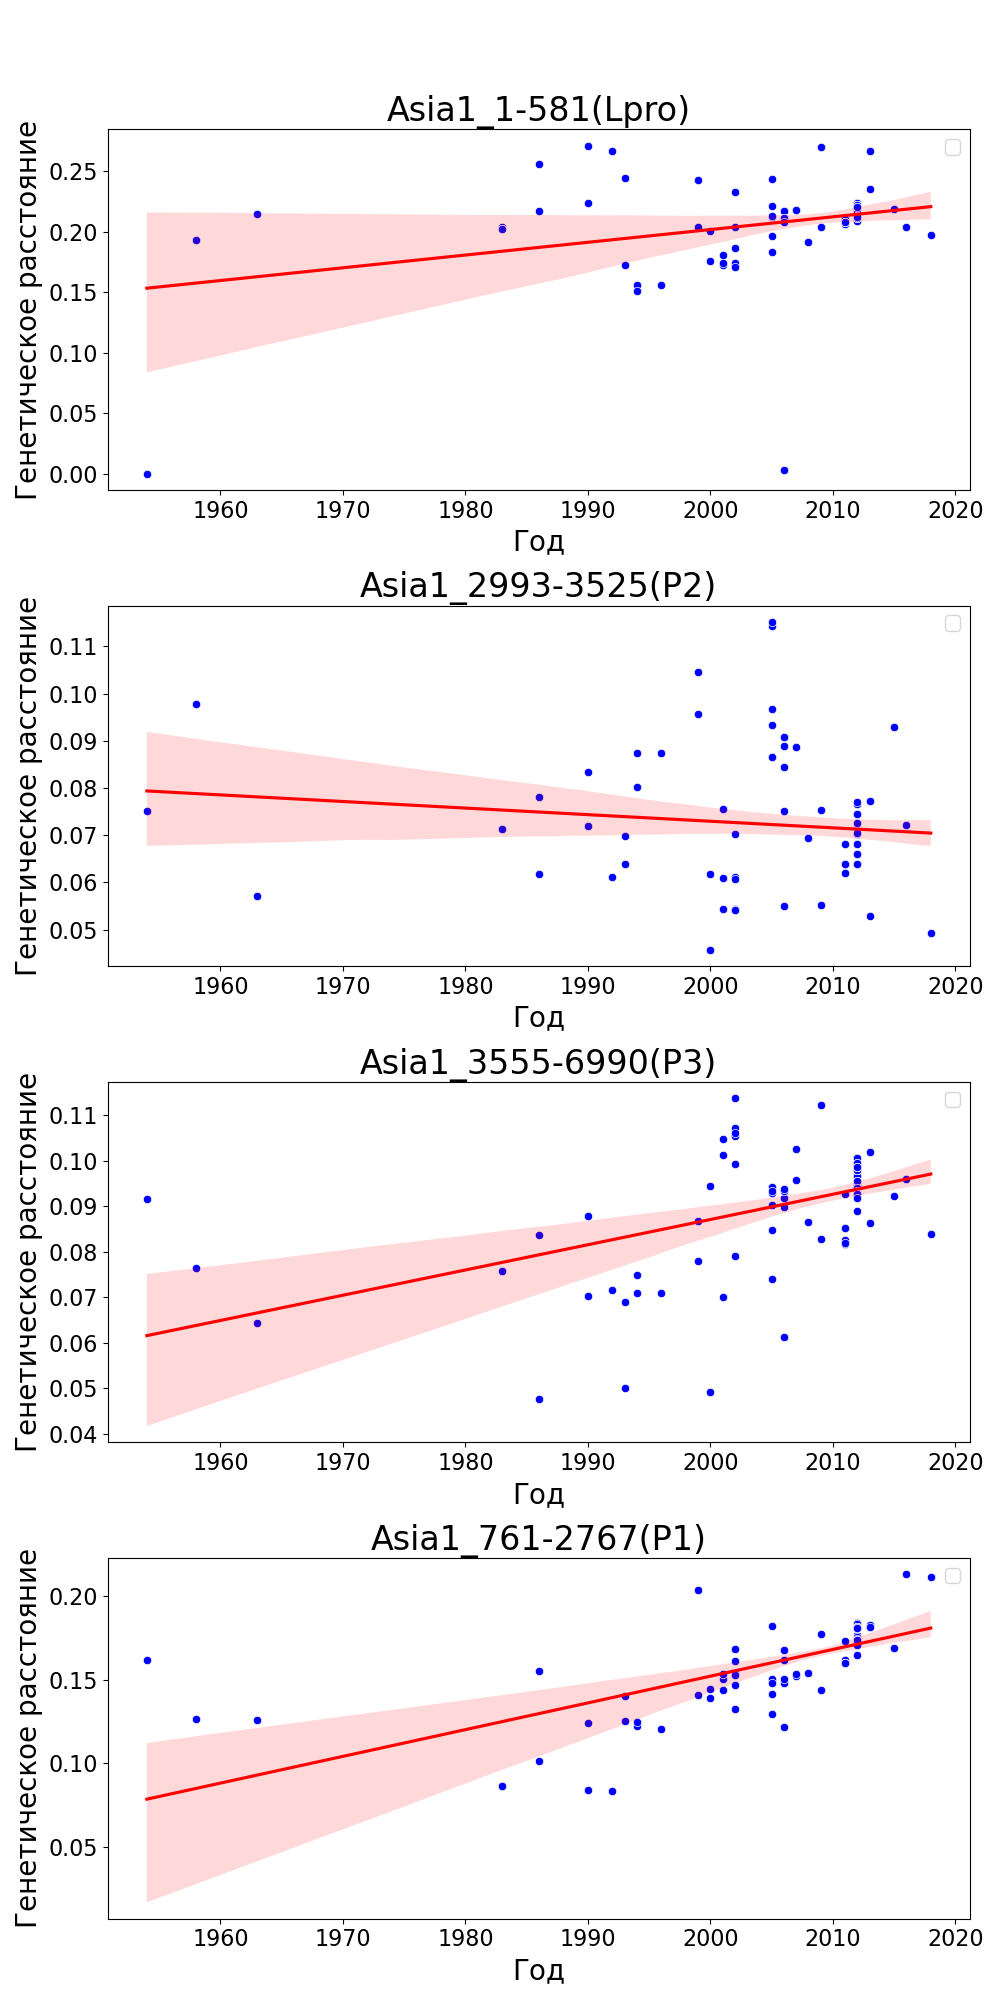 Asia1_1-581(Lpro)
Генетическое расстояние
0.25
0.20
0.15
0.10
0.05
0.00
1960 1970 1980 1990 2000 2010 2020
Год
Asia1_2993-3525(P2)
Генетическое расстояние
0.11
0.10
0.09
0.08
0.07
0.06
0.05
1960 1970 1980 1990 2000 2010 2020
Год
Asia1_3555-6990(P3)
Генетическое расстояние
0.11
0.10
0.09
0.08
0.07
0.06
0.05
0.04
1960 1970 1980 1990 2000 2010 2020
Год
Asia1_761-2767(P1)
Генетическое расстояние
0.20
0.15
0.10
0.05
1960 1970 1980 1990 2000 2010 2020
Год